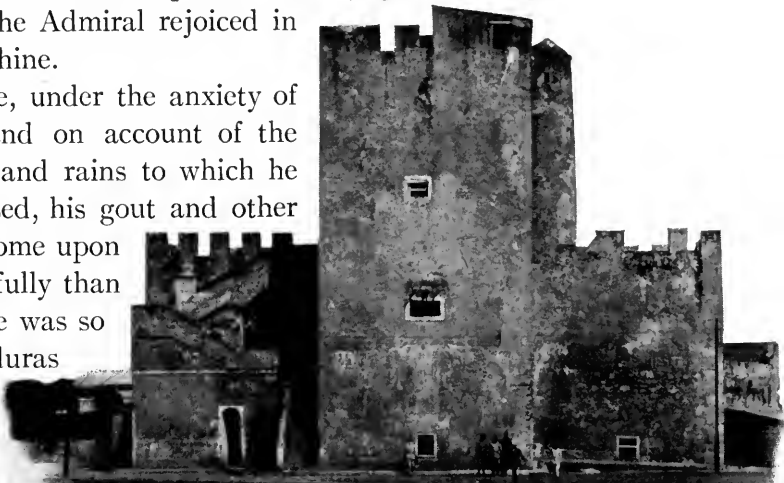 he Admiral rejoiced in
hine.
e, under the anxiety of
nd on account of the
and rains to which he
ed, his gout and other
ome upon
fully than
e was so
luras